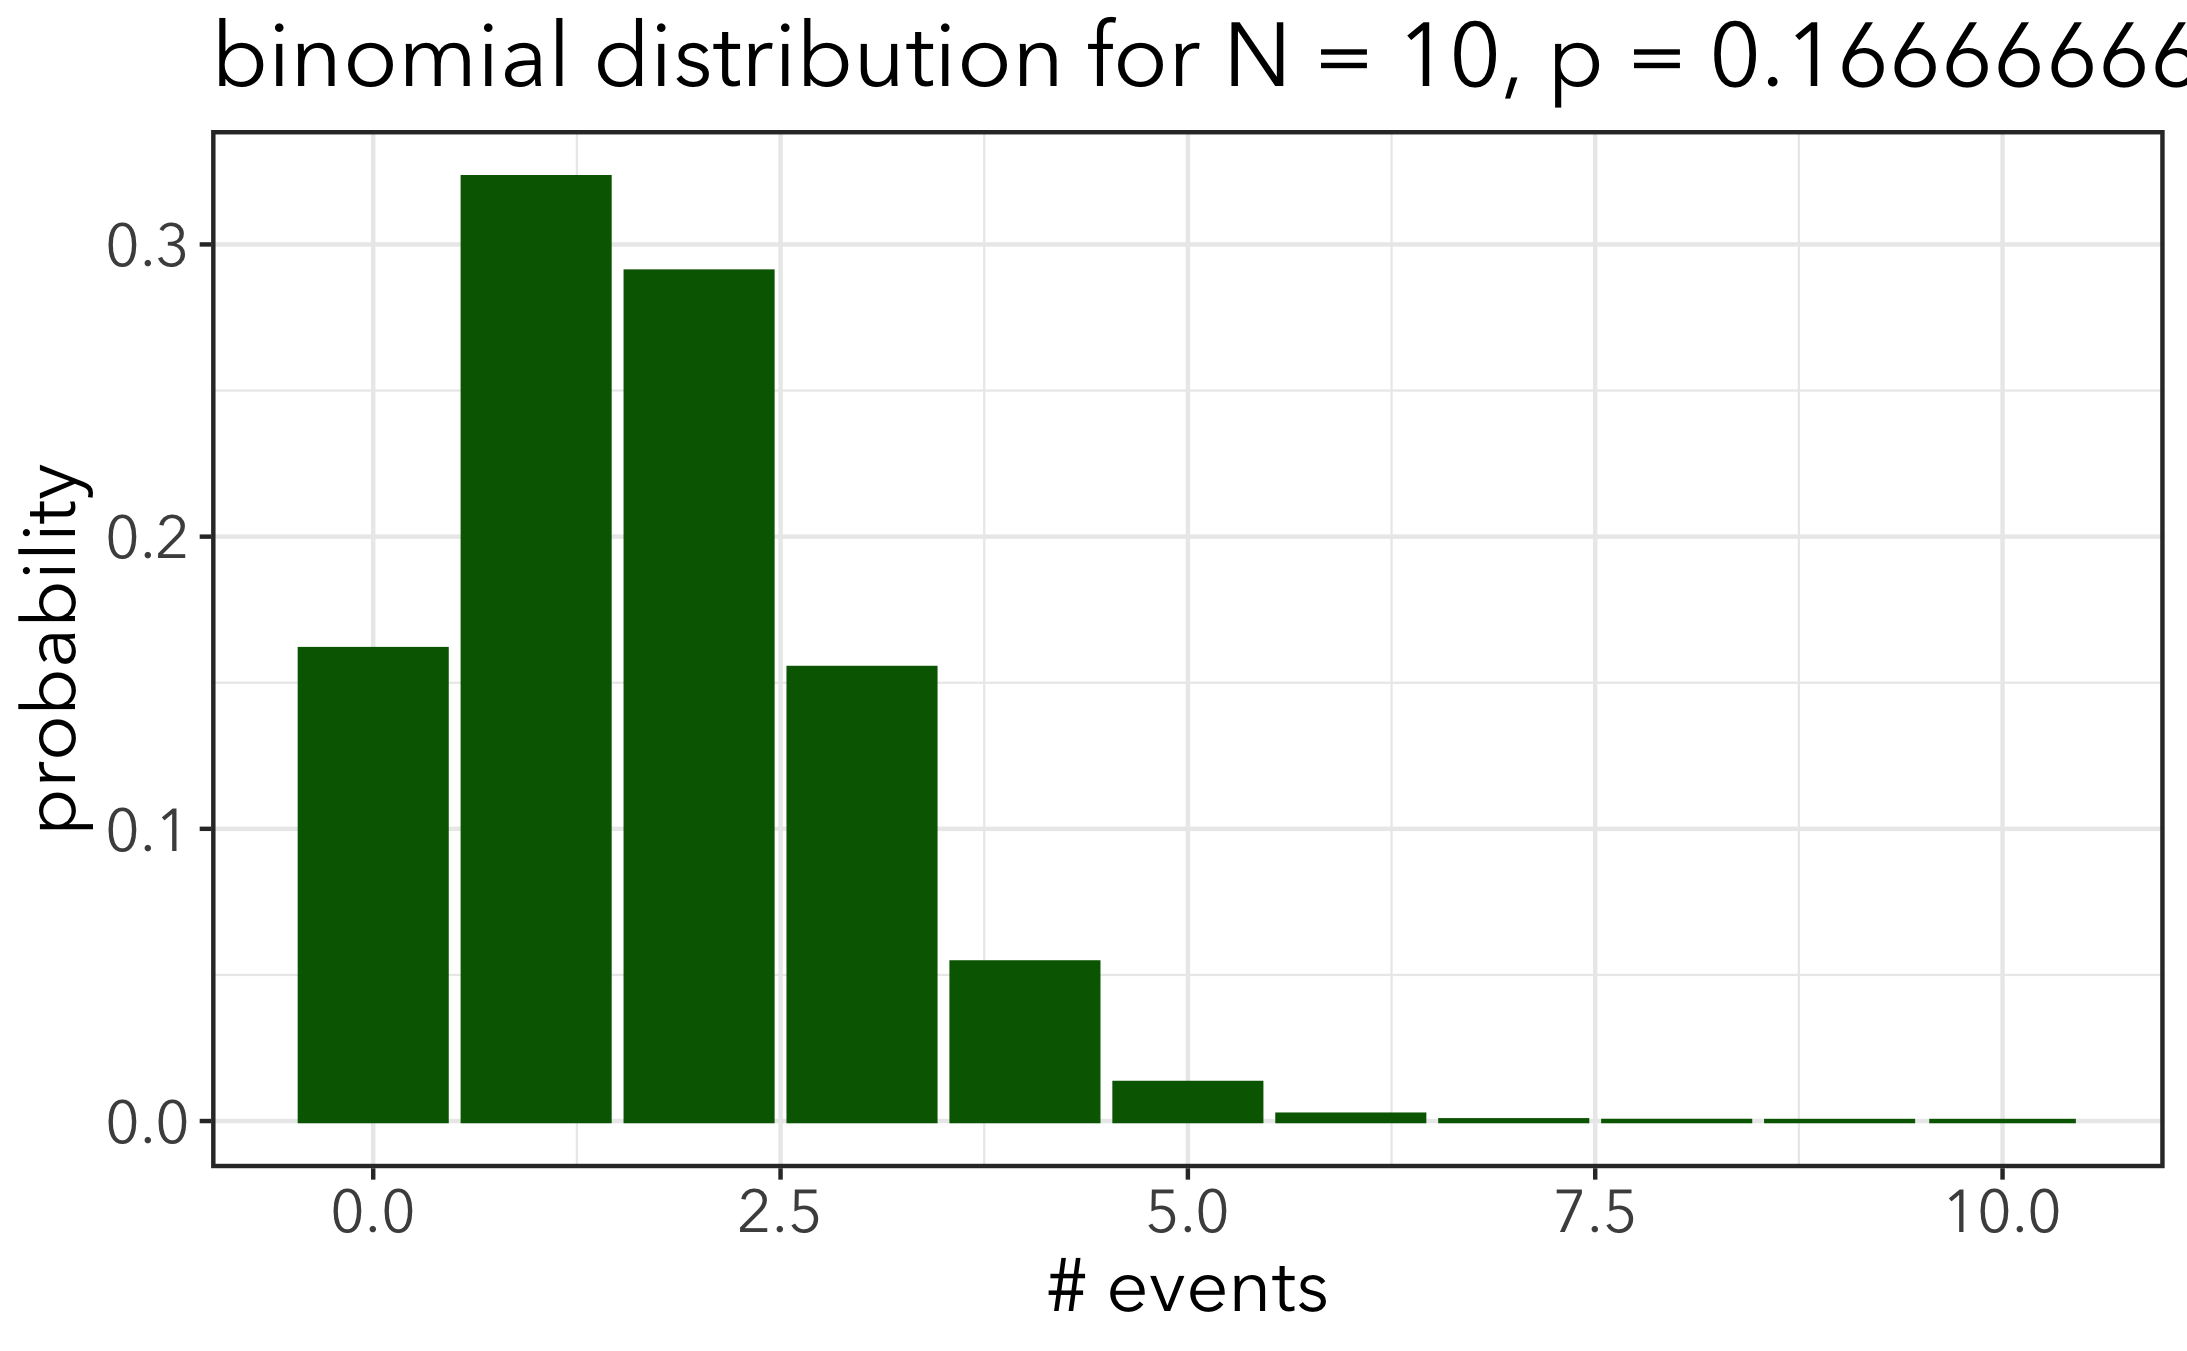 binomial distribution for N = 10, p = 0.16666666
probability
0.3
0.2
0.1
0.0
0.0 2.5 5.0 7.5 10.0
# events